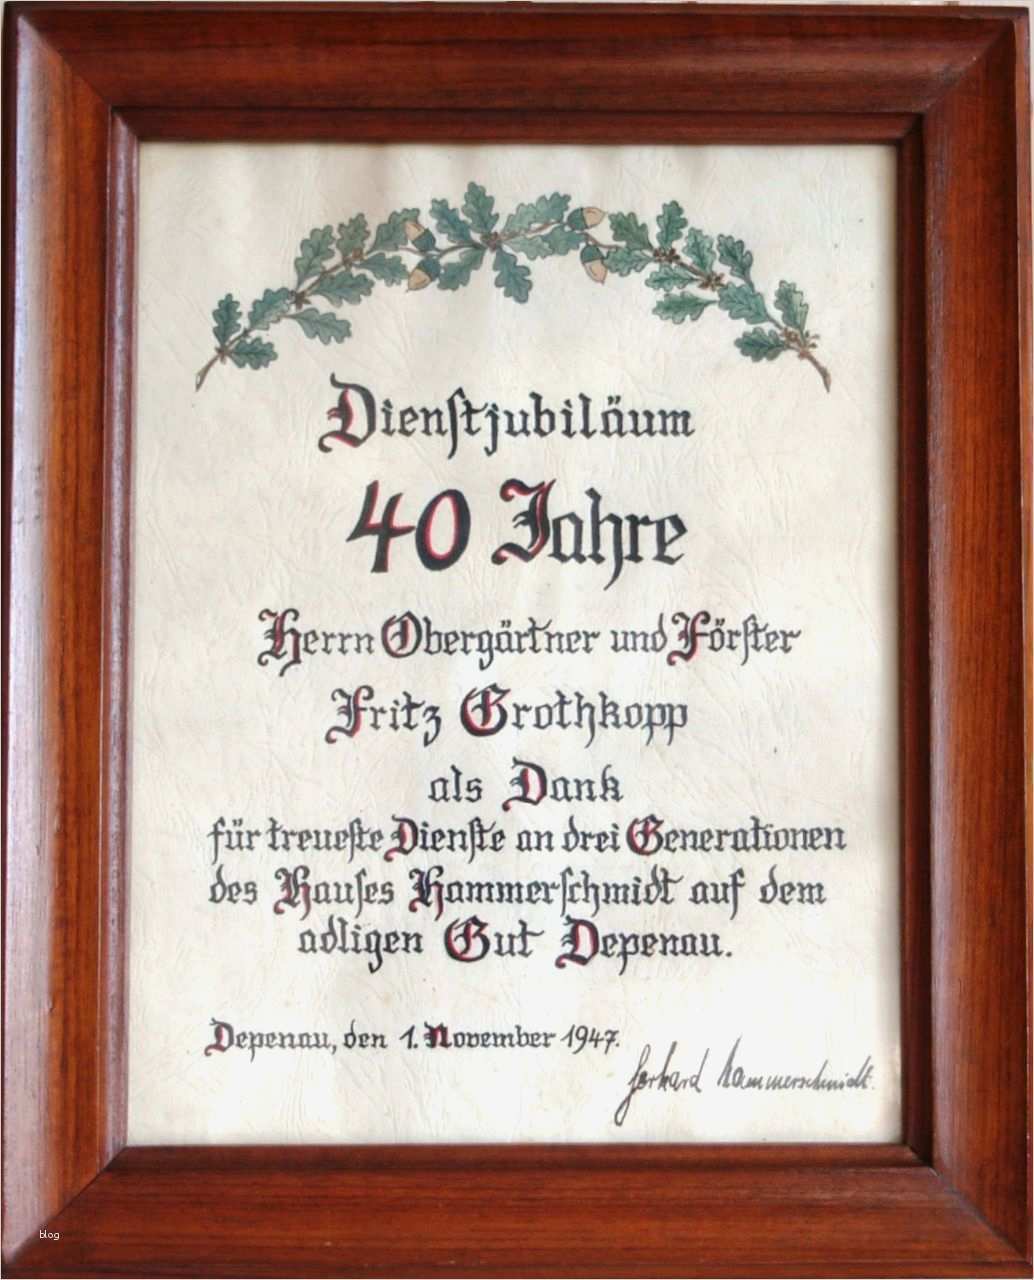 Dienstjubiläum
40 Jahre
Herrn Obergärtner und Förster
Fritz Grothkopp
als Dank
für treueste Dienste an drei Generationen
des Hauses Hammerschmidt auf dem
adligen Gut Depenau.
Depenau, den 1. November 1947.
Gerhard Hammerschmidt.
blog